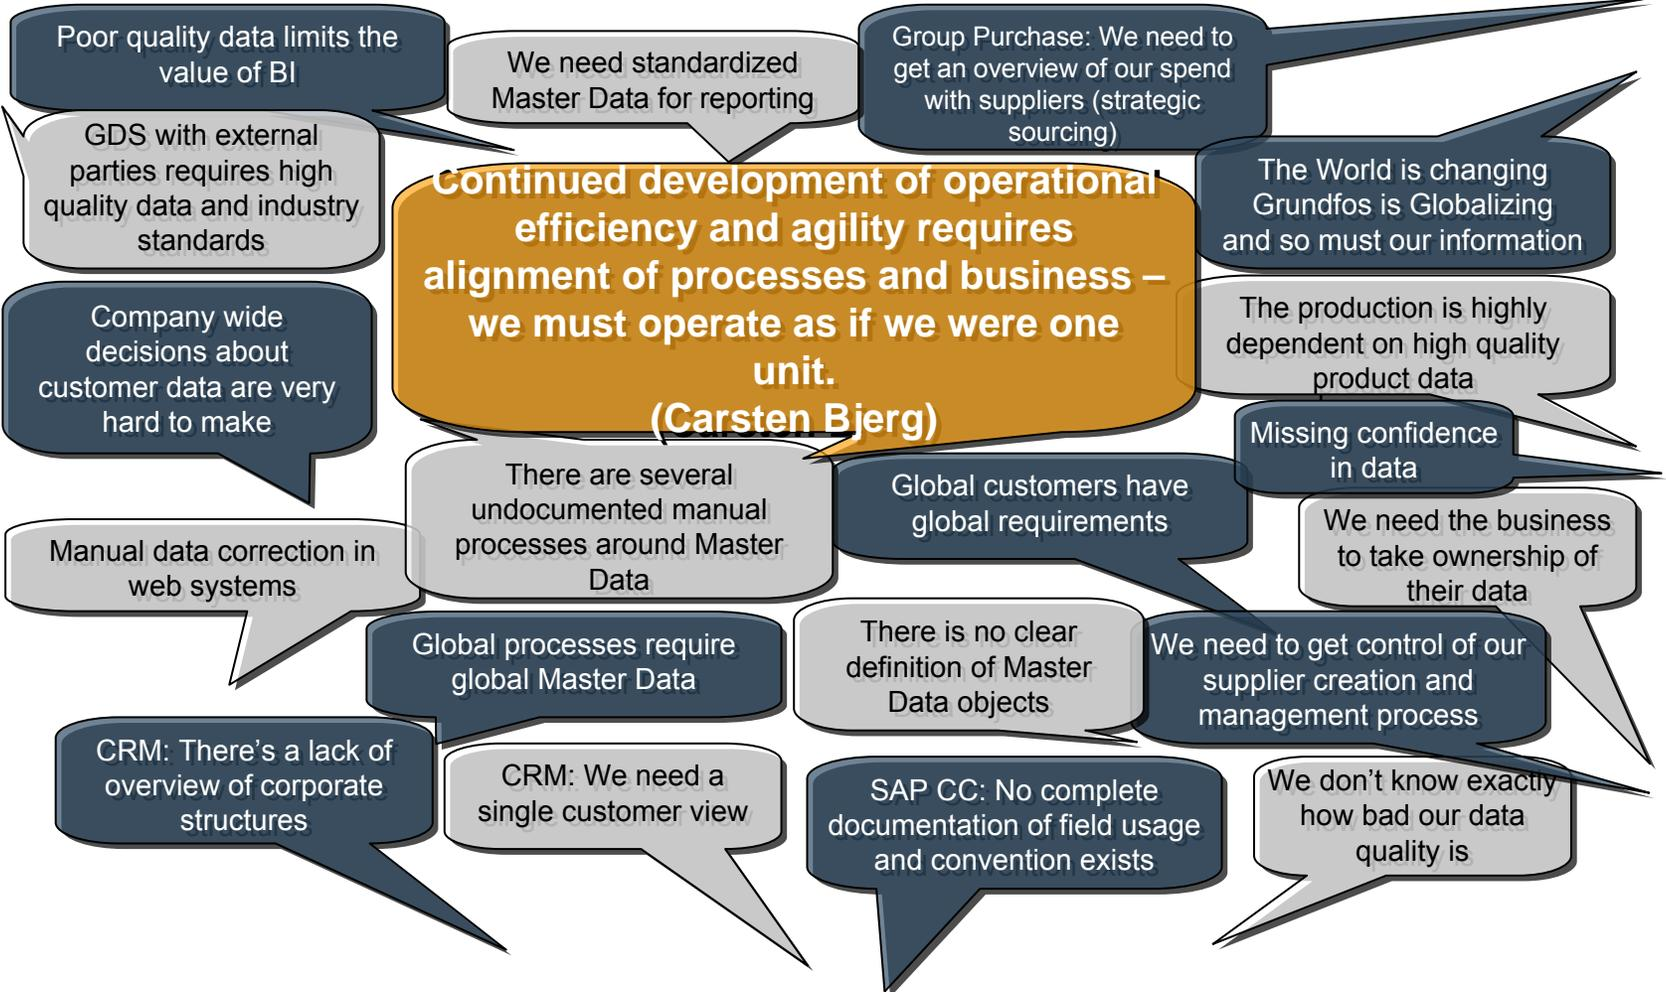 Poor quality data limits the
value of BI
We need standardized
Master Data for reporting
Group Purchase: We need to
get an overview of our spend
with suppliers (strategic
sourcing)
GDS with external
parties requires high
quality data and industry
standards
Continued development of operational
efficiency and agility requires
alignment of processes and business –
we must operate as if we were one
unit.
(Carsten Bjerg)
The World is changing
Grundfos is Globalizing
and so must our information
Company wide
decisions about
customer data are very
hard to make
The production is highly
dependent on high quality
product data
Missing confidence
in data
There are several
undocumented manual
processes around Master
Data
Global customers have
global requirements
We need the business
to take ownership of
their data
Manual data correction in
web systems
Global processes require
global Master Data
There is no clear
definition of Master
Data objects
We need to get control of our
supplier creation and
management process
CRM: There’s a lack of
overview of corporate
structures
CRM: We need a
single customer view
SAP CC: No complete
documentation of field usage
and convention exists
We don’t know exactly
how bad our data
quality is